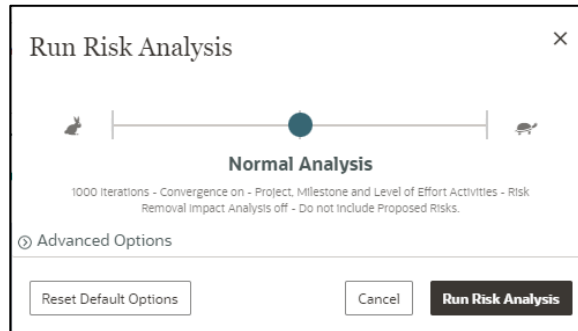 Run Risk Analysis
Normal Analysis
1000 Iterations - Convergence on - Project, Milestone and Level of Effort Activities - Risk
Removal Impact Analysis off - Do not Include Proposed Risks.
Advanced Options
Reset Default Options
Cancel
Run Risk Analysis